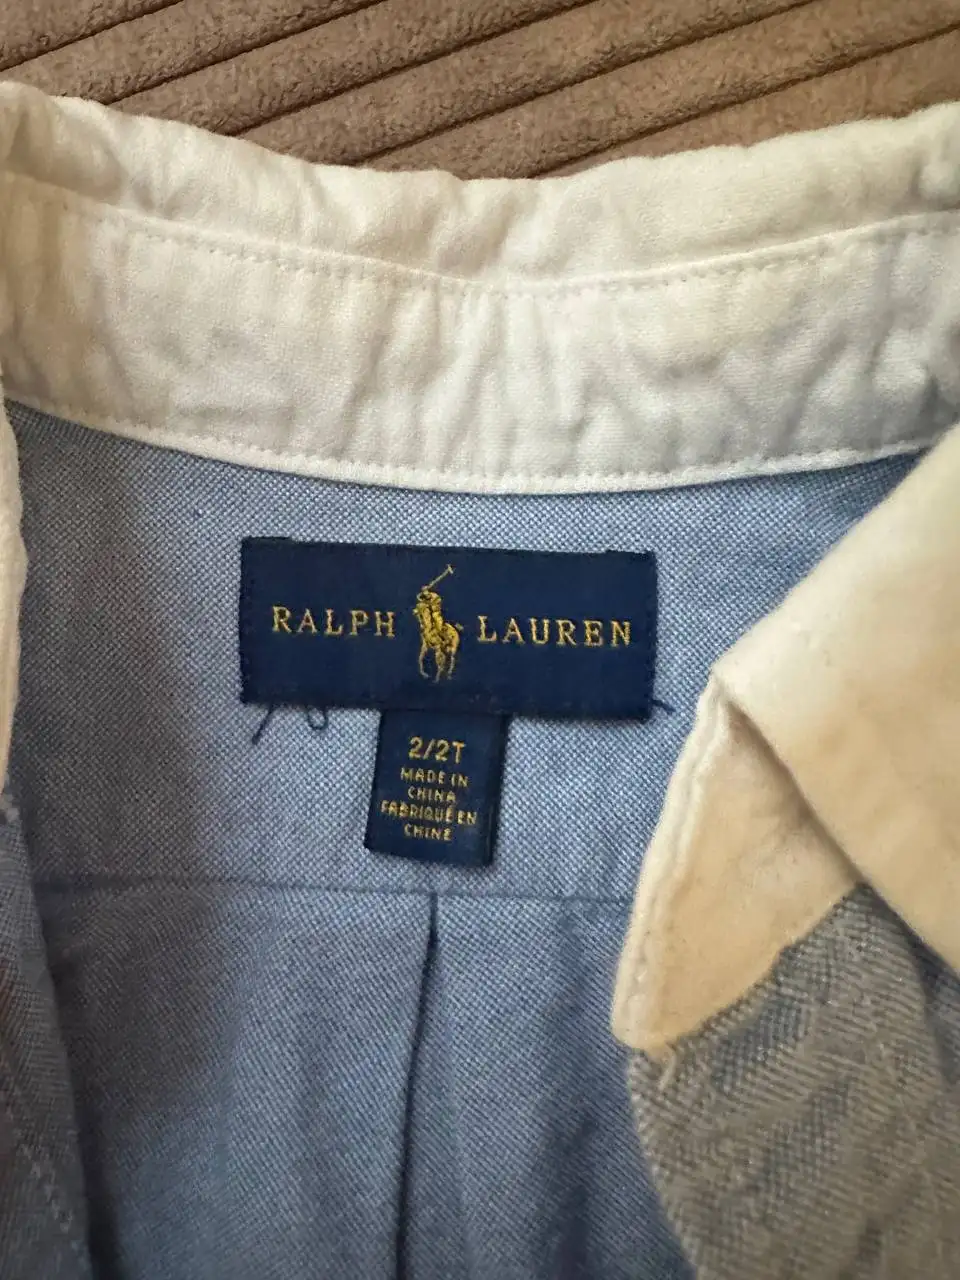 RALPH LAUREN
2/2T
MADE IN
CHINA
FABRIQUÉ EN
CHINE